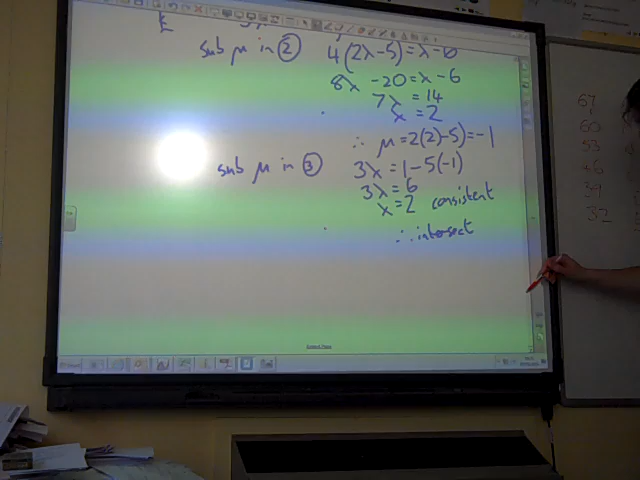 k
sub μ in ② 4(2λ-5)=λ-6
8λ -20=λ-6
7λ =14
λ =2
∴ μ=2(2)-5)=-1
sub μ in ③ 3λ=1-5(-1)
3λ=6
λ=2 consistent
∴ intersect
67
60
53
46
39
32